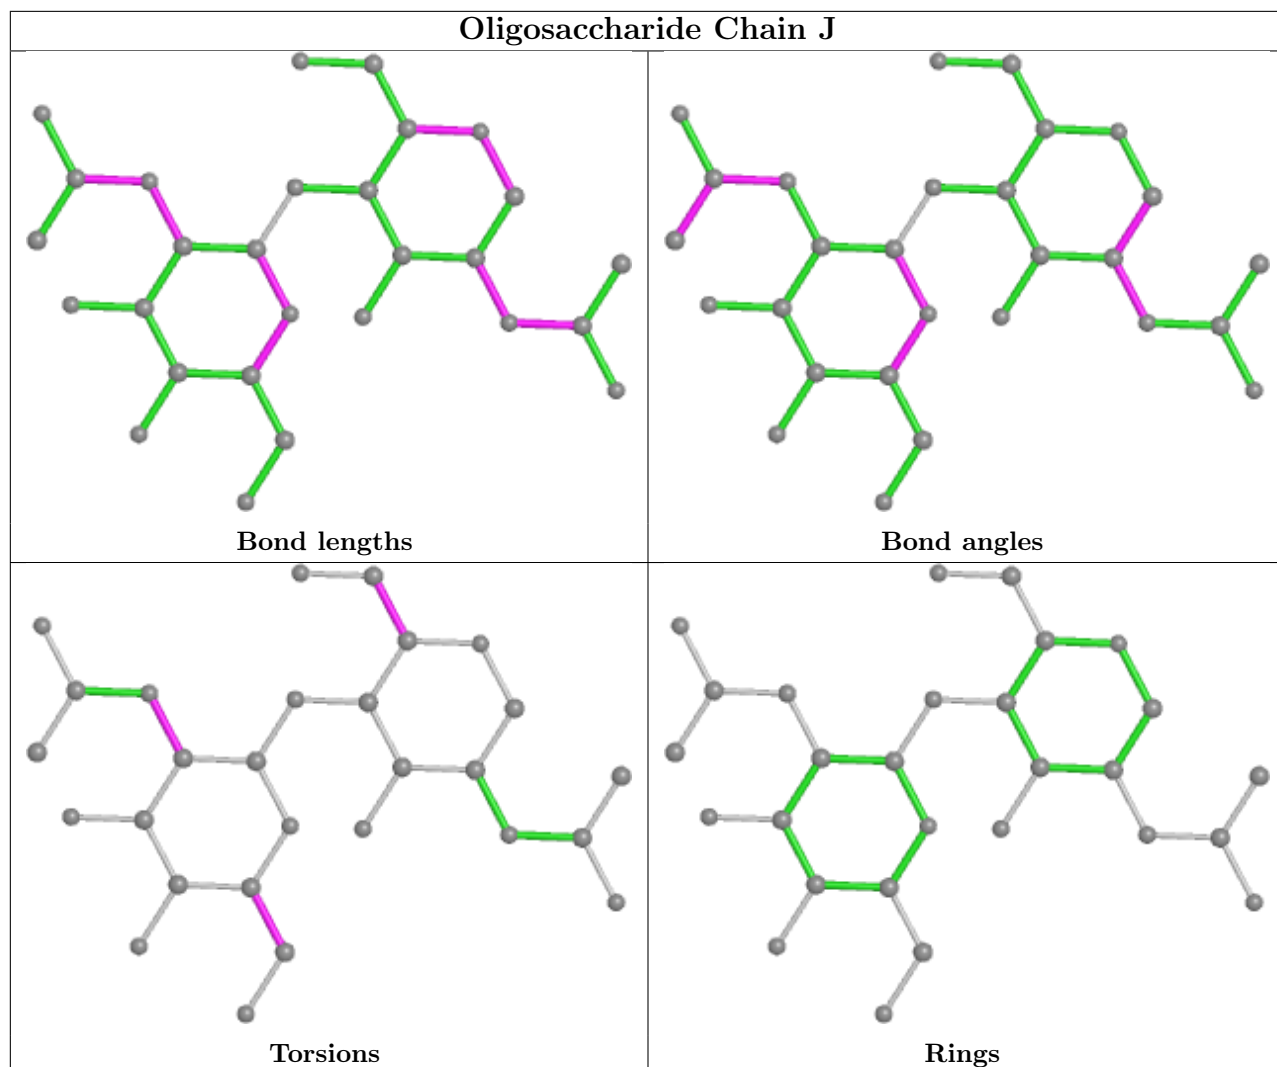 Oligosaccharide Chain J
Bond lengths
Bond angles
Torsions
Rings